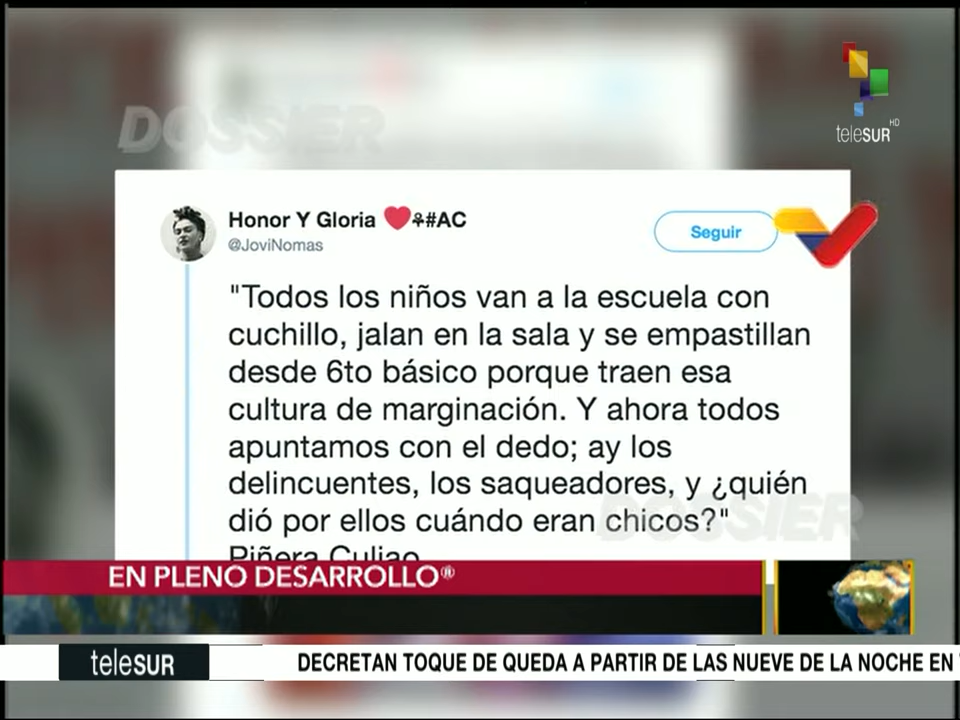 DOSSIER
teleSUR HD
Honor Y Gloria ❤️⚘#AC
@JoviNomas
Seguir
"Todos los niños van a la escuela con
cuchillo, jalan en la sala y se empastillan
desde 6to básico porque traen esa
cultura de marginación. Y ahora todos
apuntamos con el dedo; ay los
delincuentes, los saqueadores, y ¿quién
dió por ellos cuándo eran chicos?"
DOSSIER
Piñera Culiao
EN PLENO DESARROLLO®
teleSUR
DECRETAN TOQUE DE QUEDA A PARTIR DE LAS NUEVE DE LA NOCHE EN